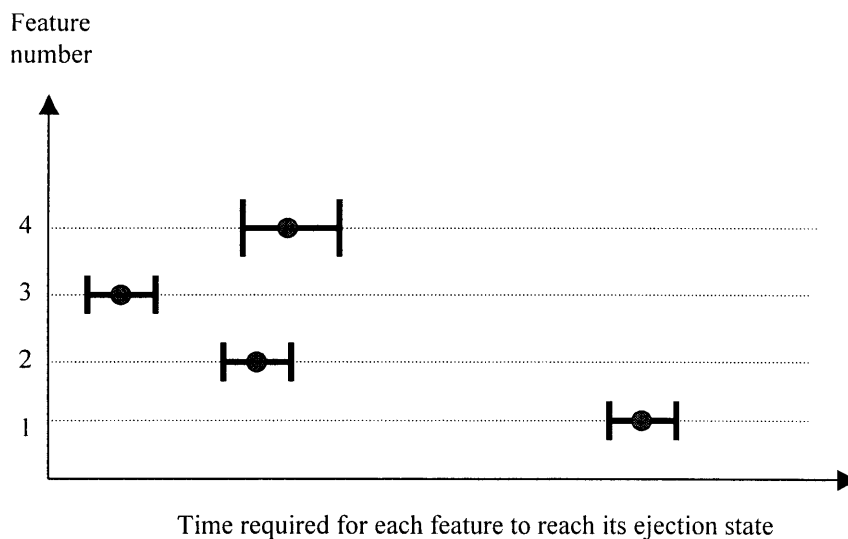 Feature
number
4
3
2
1
Time required for each feature to reach its ejection state